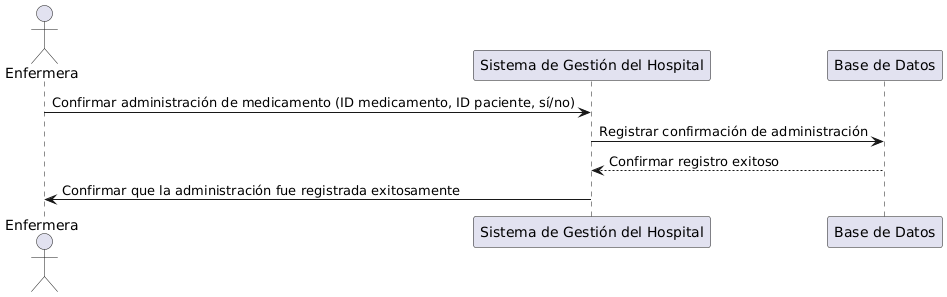 Enfermera
Sistema de Gestión del Hospital
Base de Datos
Confirmar administración de medicamento (ID medicamento, ID paciente, sí/no)
Registrar confirmación de administración
Confirmar registro exitoso
Confirmar que la administración fue registrada exitosamente
Enfermera
Sistema de Gestión del Hospital
Base de Datos